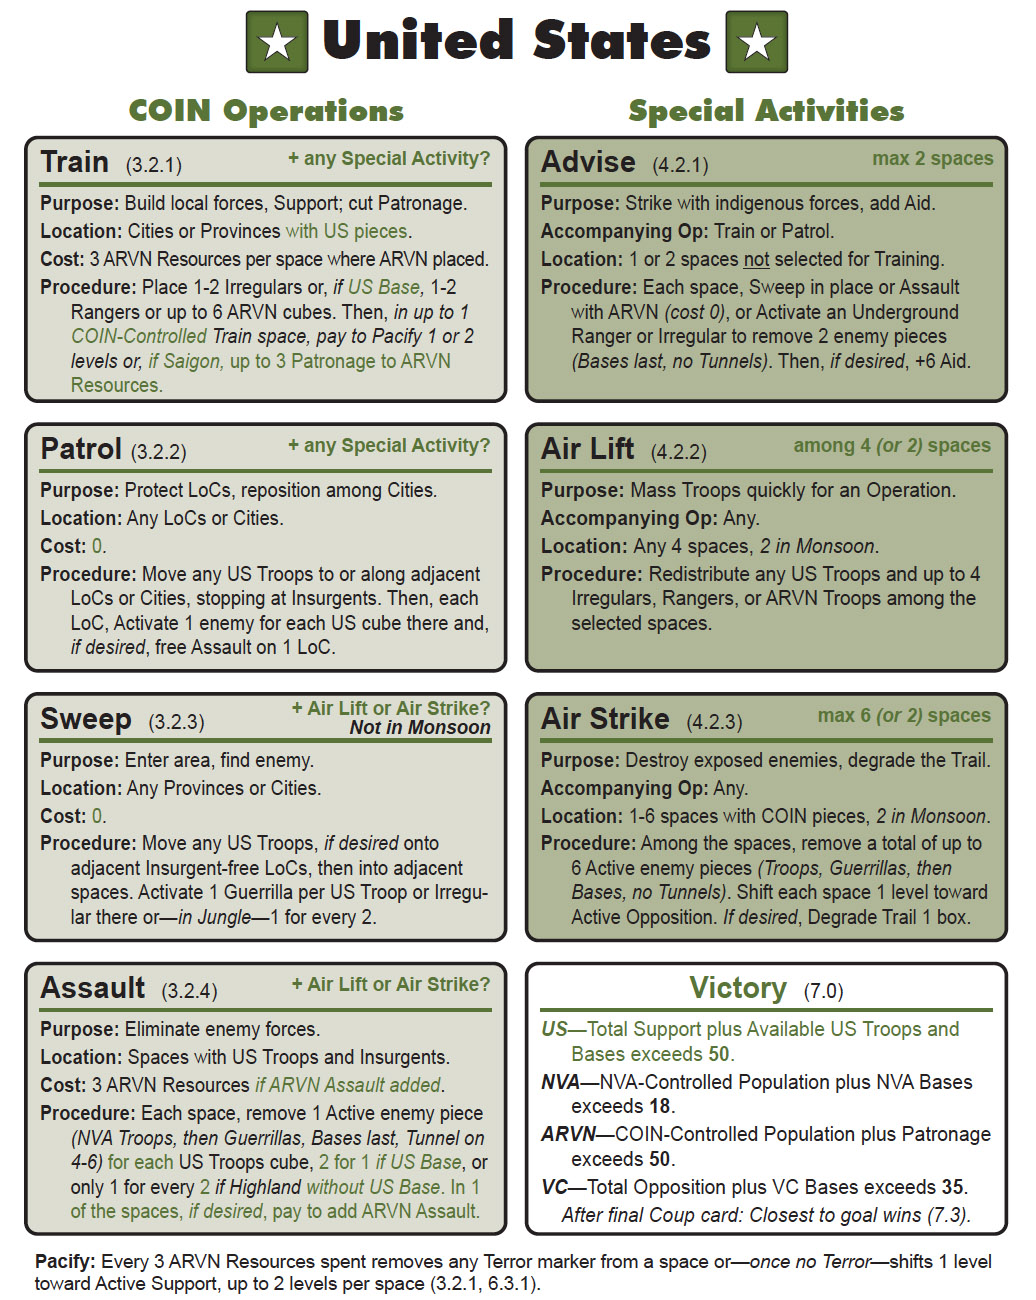 United States
COIN Operations
Train (3.2.1) + any Special Activity?
Purpose: Build local forces, Support; cut Patronage.
Location: Cities or Provinces with US pieces.
Cost: 3 ARVN Resources per space where ARVN placed.
Procedure: Place 1-2 Irregulars or, if US Base, 1-2
Rangers or up to 6 ARVN cubes. Then, in up to 1
COIN-Controlled Train space, pay to Pacify 1 or 2
levels or, if Saigon, up to 3 Patronage to ARVN
Resources.
Patrol (3.2.2) + any Special Activity?
Purpose: Protect LoCs, reposition among Cities.
Location: Any LoCs or Cities.
Cost: 0.
Procedure: Move any US Troops to or along adjacent
LoCs or Cities, stopping at Insurgents. Then, each
LoC, Activate 1 enemy for each US cube there and,
if desired, free Assault on 1 LoC.
Sweep (3.2.3) + Air Lift or Air Strike?
Not in Monsoon
Purpose: Enter area, find enemy.
Location: Any Provinces or Cities.
Cost: 0.
Procedure: Move any US Troops, if desired onto
adjacent Insurgent-free LoCs, then into adjacent
spaces. Activate 1 Guerrilla per US Troop or Irregu-
lar there or—in Jungle—1 for every 2.
Assault (3.2.4) + Air Lift or Air Strike?
Purpose: Eliminate enemy forces.
Location: Spaces with US Troops and Insurgents.
Cost: 3 ARVN Resources if ARVN Assault added.
Procedure: Each space, remove 1 Active enemy piece
(NVA Troops, then Guerrillas, Bases last, Tunnel on
4-6) for each US Troops cube, 2 for 1 if US Base, or
only 1 for every 2 if Highland without US Base. In 1
of the spaces, if desired, pay to add ARVN Assault.
Special Activities
Advise (4.2.1) max 2 spaces
Purpose: Strike with indigenous forces, add Aid.
Accompanying Op: Train or Patrol.
Location: 1 or 2 spaces not selected for Training.
Procedure: Each space, Sweep in place or Assault
with ARVN (cost 0), or Activate an Underground
Ranger or Irregular to remove 2 enemy pieces
(Bases last, no Tunnels). Then, if desired, +6 Aid.
Air Lift (4.2.2) among 4 (or 2) spaces
Purpose: Mass Troops quickly for an Operation.
Accompanying Op: Any.
Location: Any 4 spaces, 2 in Monsoon.
Procedure: Redistribute any US Troops and up to 4
Irregulars, Rangers, or ARVN Troops among the
selected spaces.
Air Strike (4.2.3) max 6 (or 2) spaces
Purpose: Destroy exposed enemies, degrade the Trail.
Accompanying Op: Any.
Location: 1-6 spaces with COIN pieces, 2 in Monsoon.
Procedure: Among the spaces, remove a total of up to
6 Active enemy pieces (Troops, Guerrillas, then
Bases, no Tunnels). Shift each space 1 level toward
Active Opposition. If desired, Degrade Trail 1 box.
Victory (7.0)
US—Total Support plus Available US Troops and
Bases exceeds 50.
NVA—NVA-Controlled Population plus NVA Bases
exceeds 18.
ARVN—COIN-Controlled Population plus Patronage
exceeds 50.
VC—Total Opposition plus VC Bases exceeds 35.
After final Coup card: Closest to goal wins (7.3).
Pacify: Every 3 ARVN Resources spent removes any Terror marker from a space or—once no Terror—shifts 1 level
toward Active Support, up to 2 levels per space (3.2.1, 6.3.1).